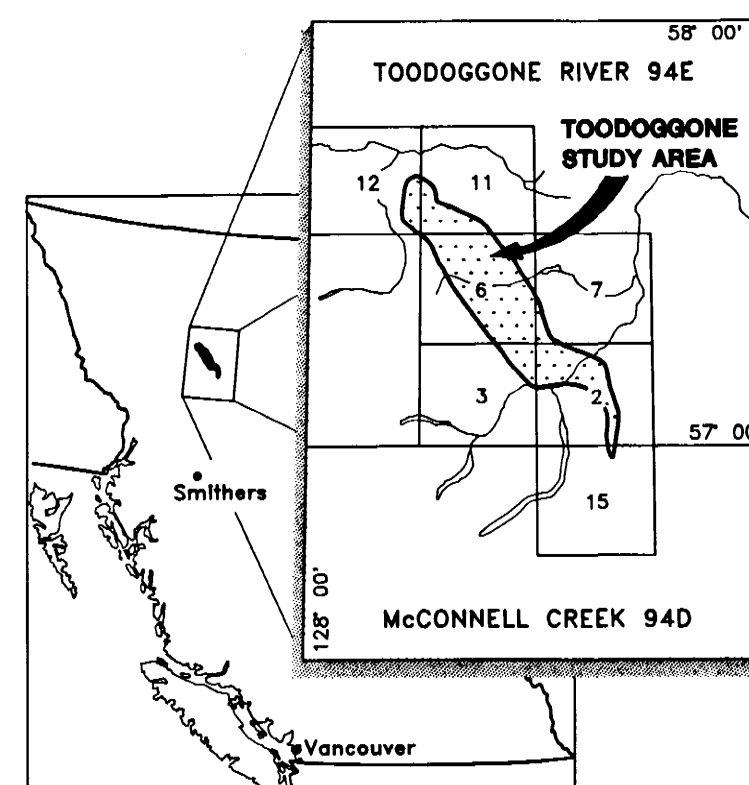 58° 00'
TOODOGGONE RIVER 94E
TOODOGGONE
STUDY AREA
12
11
6
7
3
2
57° 00
15
Smithers
128° 00'
McCONNELL CREEK 94D
Vancouver